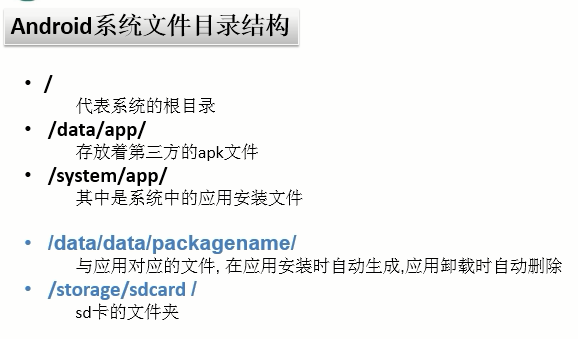 Android系统文件目录结构
• /
代表系统的根目录
• /data/app/
存放着第三方的apk文件
• /system/app/
其中是系统中的应用安装文件
• /data/data/packagename/
与应用对应的文件, 在应用安装时自动生成,应用卸载时自动删除
• /storage/sdcard /
sd卡的文件夹